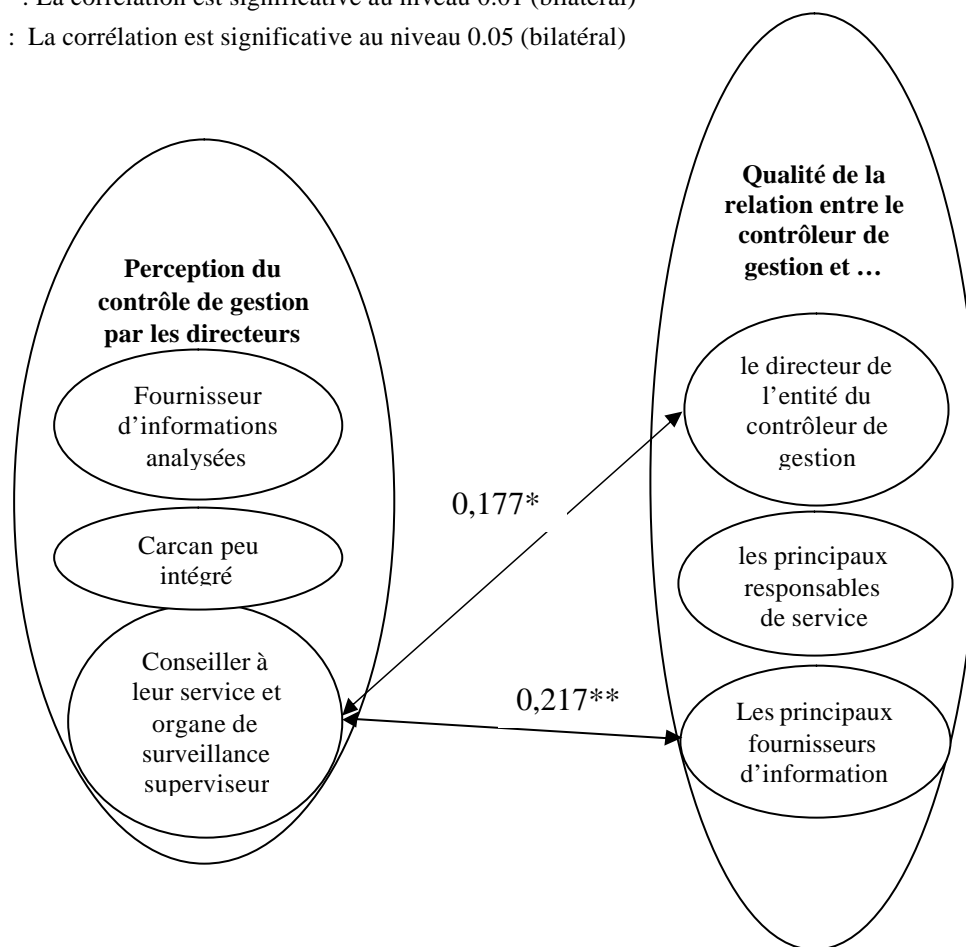 : La corrélation est significative au niveau 0.01 (bilatéral)
: La corrélation est significative au niveau 0.05 (bilatéral)
Perception du
contrôle de gestion
par les directeurs
Fournisseur
d’informations
analysées
Carcan peu
intégré
Conseiller à
leur service et
organe de
surveillance
superviseur
0,177*
0,217**
Qualité de la
relation entre le
contrôleur de
gestion et …
le directeur de
l’entité du
contrôleur de
gestion
les principaux
responsables
de service
Les principaux
fournisseurs
d’information